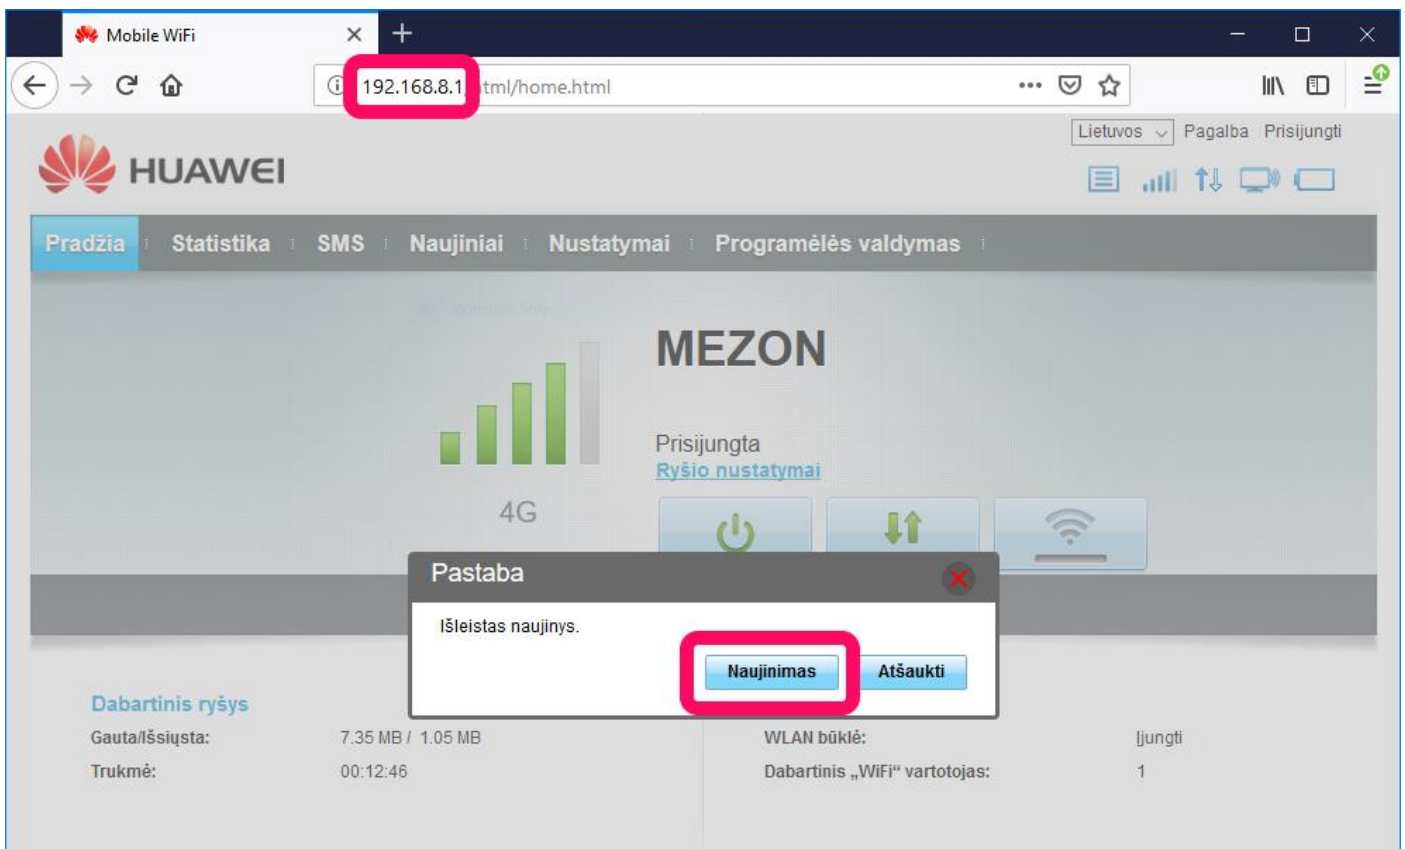 Mobile WiFi
192.168.8.1/html/home.html
Lietuvos Pagalba Prisijungti
HUAWEI
Pradžia Statistika SMS Naujiniai Nustatymai Programėlės valdymas
MEZON
Prisijungta
Ryšio nustatymai
4G
Pastaba
Išleistas naujinys.
Naujinimas Atšaukti
Dabartinis ryšys
Gauta/Išsiųsta: 7.35 MB / 1.05 MB WLAN būklė: Įjungti
Trukmė: 00:12:46 Dabartinis „WiFi“ vartotojas: 1